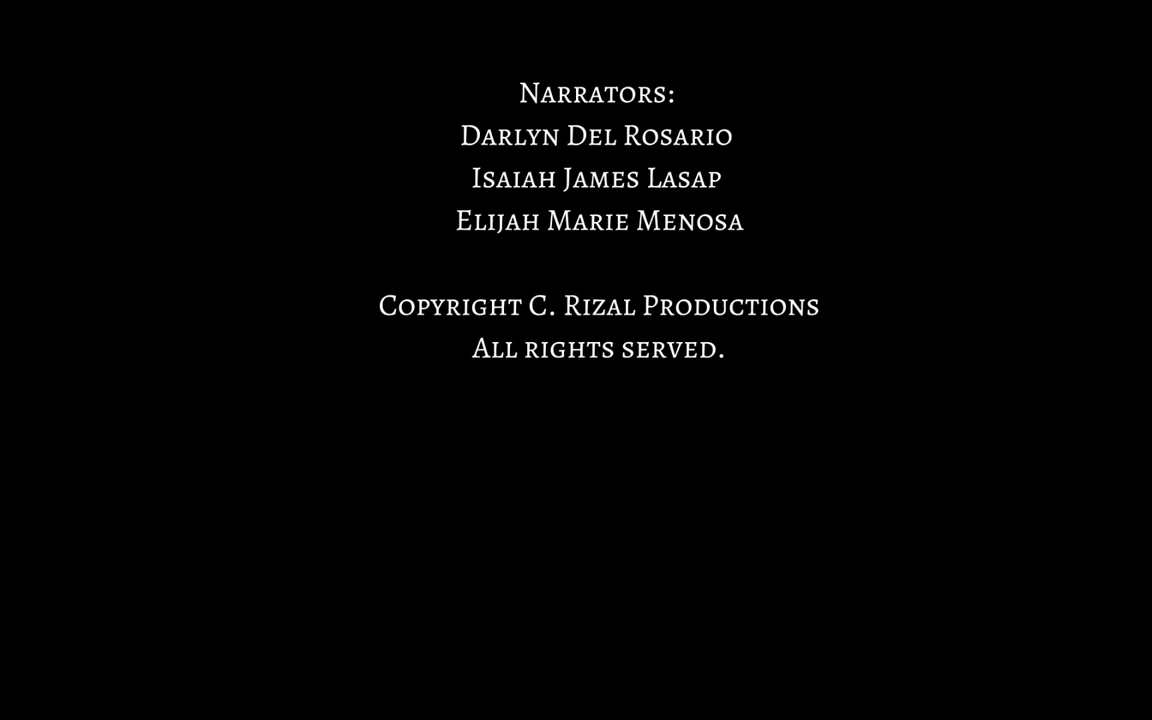 Narrators:
Darlyn Del Rosario
Isaiah James Lasap
Elijah Marie Menosa
Copyright C. Rizal Productions
All rights served.